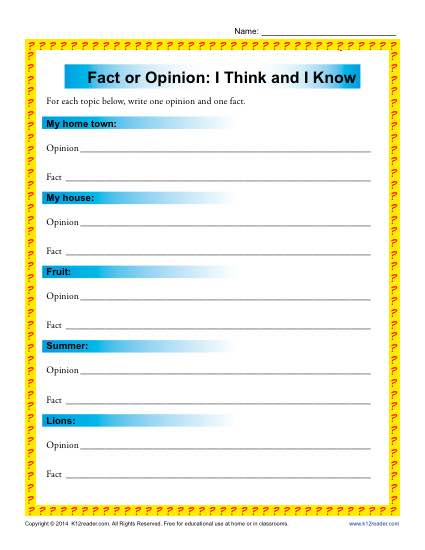 Name:
Fact or Opinion: I Think and I Know
For each topic below, write one opinion and one fact.
My home town:
Opinion
Fact
My house:
Opinion
Fact
Fruit:
Opinion
Fact
Summer:
Opinion
Fact
Lions:
Opinion
Fact
Copyright © 2014 K12reader.com. All Rights Reserved. Free for educational use at home or in classrooms. www.k12reader.com